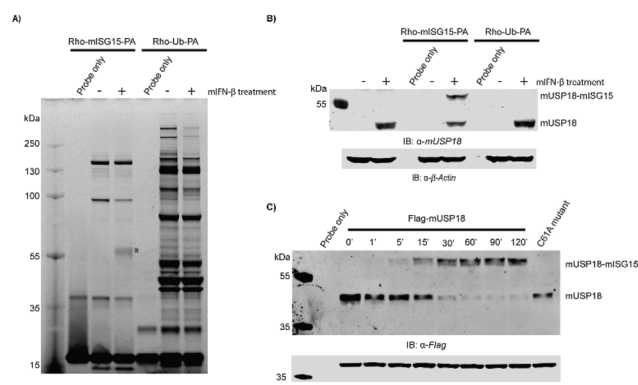 A)
Rho-mISG15-PA Rho-Ub-PA
Probe only - + Probe only - + mIFN-β treatment
kDa
250
130
100
55
35
15
*
B)
Rho-mISG15-PA Rho-Ub-PA
Probe only Probe only
kDa - + - + - + mIFN-β treatment
55
mUSP18-mISG15
mUSP18
IB: α-mUSP18
IB: α-β-Actin
C)
Flag-mUSP18
Probe only 0' 1' 5' 15' 30' 60' 90' 120' C61A mutant
kDa
55
mUSP18-mISG15
mUSP18
35
IB: α-Flag
35